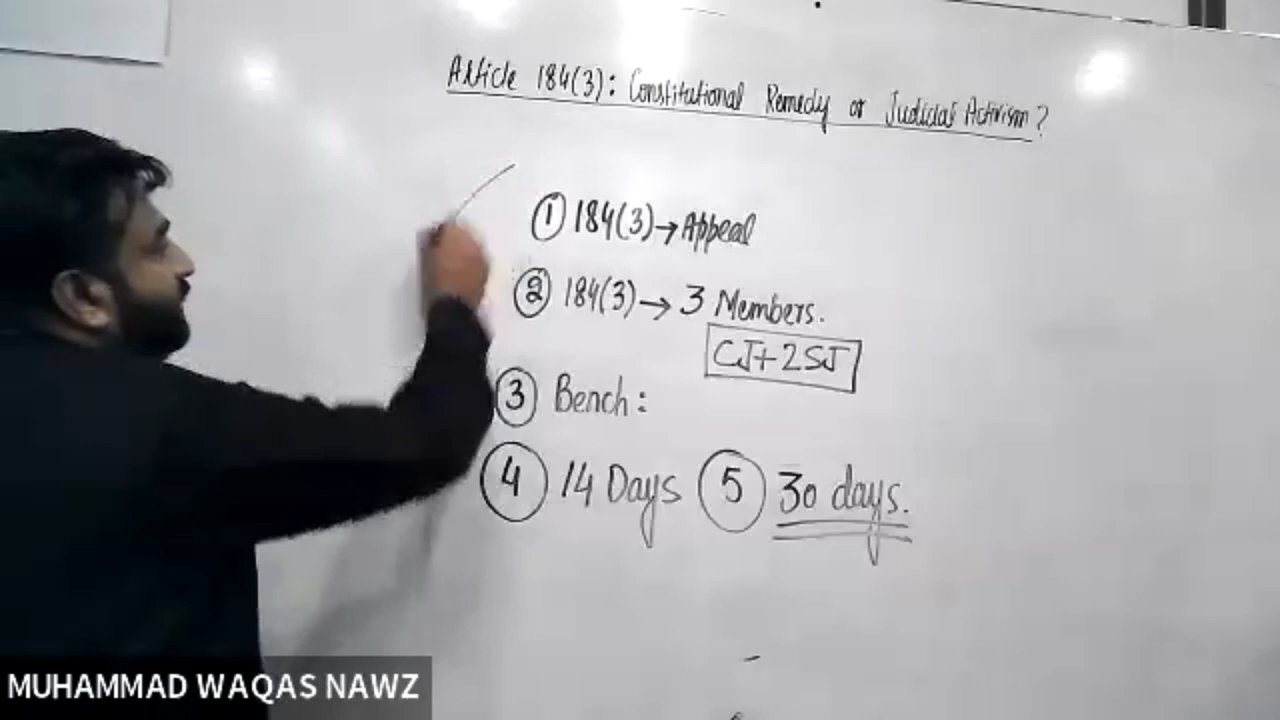 Article 184(3): Constitutional Remedy or Judicial Activism?
① 184(3) → Appeal
② 184(3) → 3 Members.
CJ+2SJ
③ Bench:
④ 14 Days ⑤ 30 days.
MUHAMMAD WAQAS NAWZ